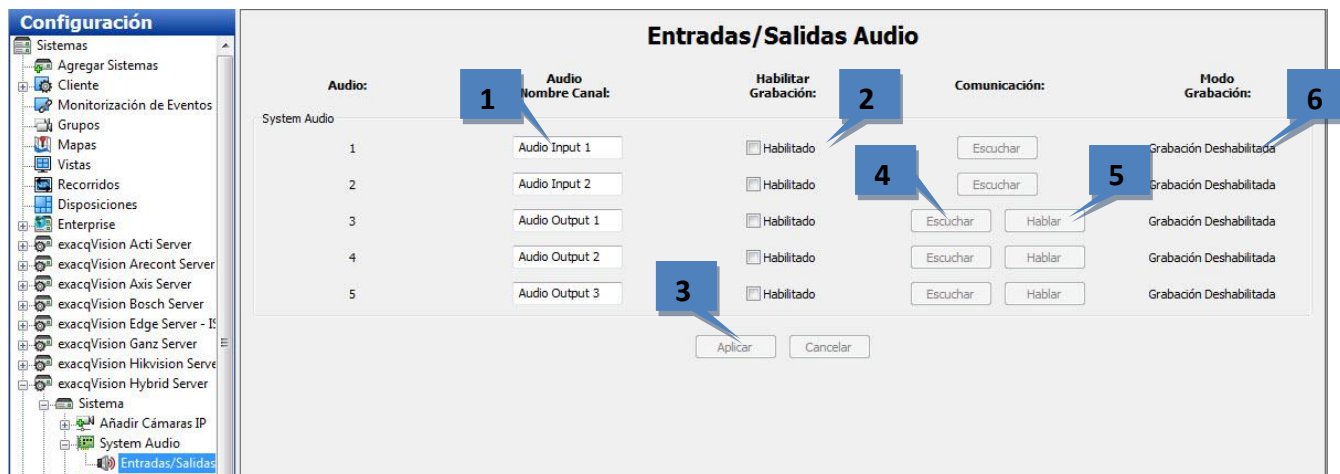 Configuración
Sistemas
Agregar Sistemas
Cliente
Monitorización de Eventos
Grupos
Mapas
Vistas
Recorridos
Disposiciones
Enterprise
exacqVision Acti Server
exacqVision Arecont Server
exacqVision Axis Server
exacqVision Bosch Server
exacqVision Edge Server - IS
exacqVision Ganz Server
exacqVision Hikvision Serve
exacqVision Hybrid Server
Sistema
Añadir Cámaras IP
System Audio
Entradas/Salidas
Entradas/Salidas Audio
Audio: Audio Nombre Canal: Habilitar Grabación: Comunicación: Modo Grabación:
1 2 6
System Audio
1 Audio Input 1 Habilitado Escuchar Grabación Deshabilitada
4 5
2 Audio Input 2 Habilitado Escuchar Grabación Deshabilitada
3 Audio Output 1 Habilitado Escuchar Hablar Grabación Deshabilitada
4 Audio Output 2 Habilitado Escuchar Hablar Grabación Deshabilitada
3
5 Audio Output 3 Habilitado Escuchar Hablar Grabación Deshabilitada
Aplicar Cancelar